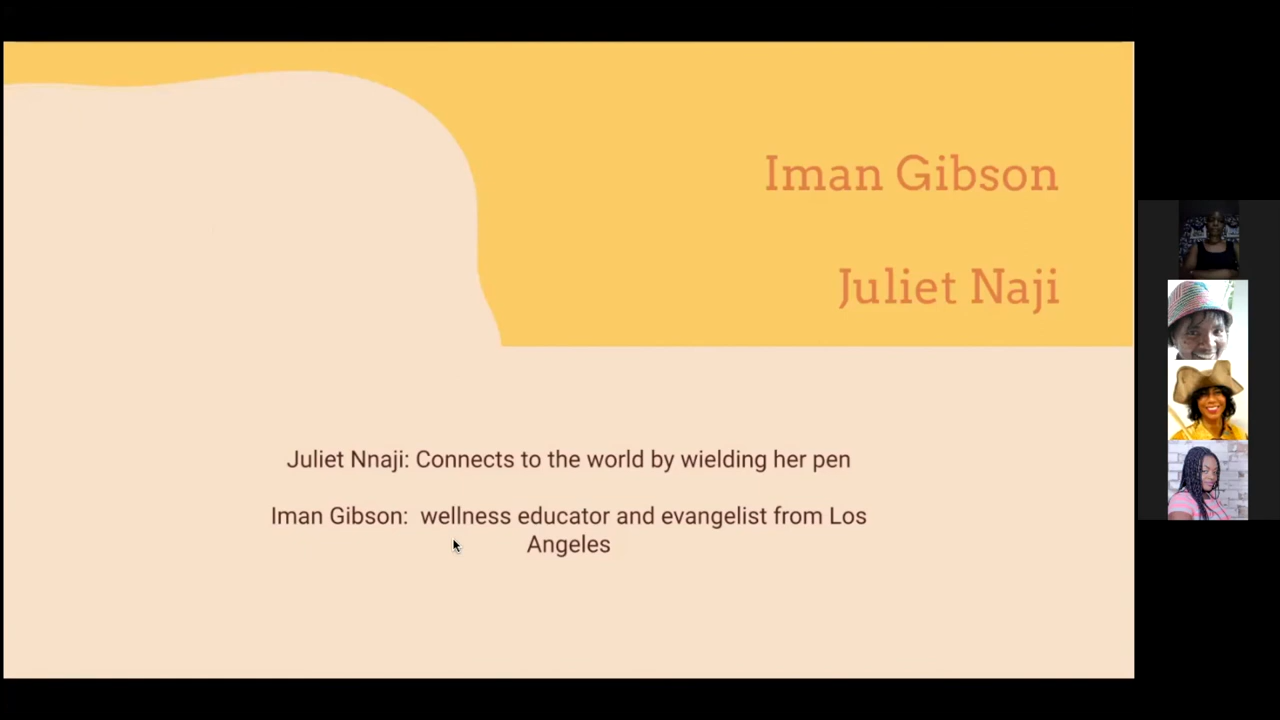 Iman Gibson
Juliet Naji
Juliet Nnaji: Connects to the world by wielding her pen
Iman Gibson: wellness educator and evangelist from Los
Angeles